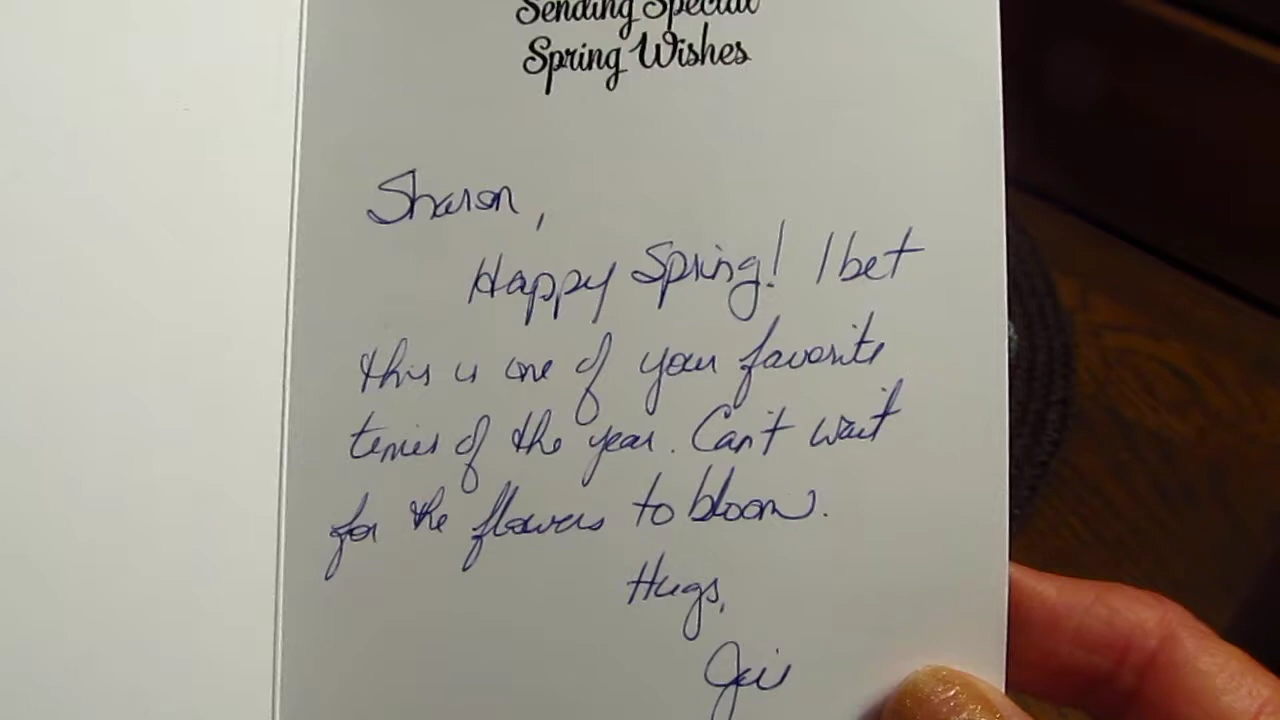 Sending Special
Spring Wishes
Sharon,
Happy Spring! I bet
this is one of your favorite
times of the year. Can't wait
for the flowers to bloom.
Hugs,